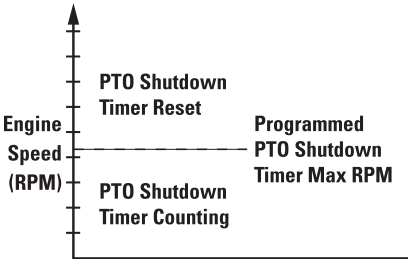 PTO Shutdown
Timer Reset
Engine
Speed
(RPM)
Programmed
PTO Shutdown
Timer Max RPM
PTO Shutdown
Timer Counting